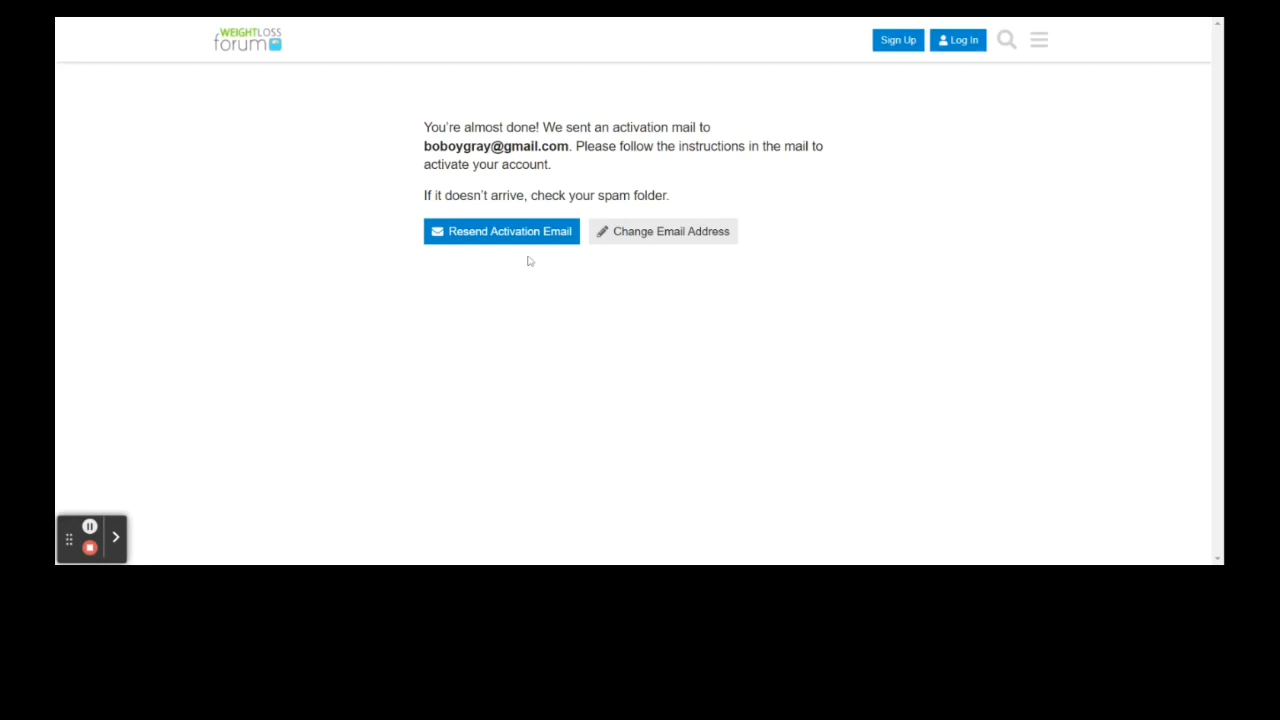 WEIGHTLOSS
forum
Sign Up
Log In
You're almost done! We sent an activation mail to
boboygray@gmail.com. Please follow the instructions in the mail to
activate your account.
If it doesn't arrive, check your spam folder.
Resend Activation Email
Change Email Address